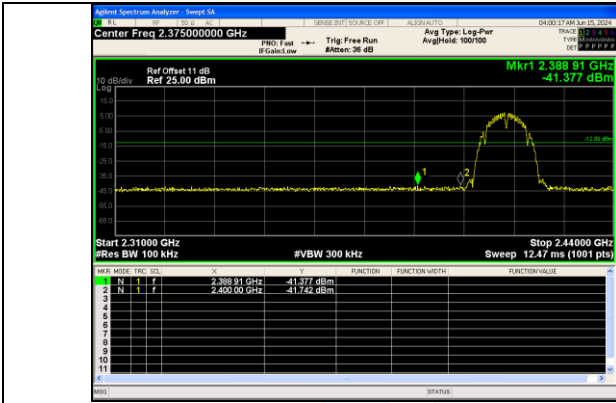 Agilent Spectrum Analyzer - Swept SA
RL RF 50 Ω AC SENSE:INT SOURCE OFF ALIGN AUTO 04:00:17 AM Jun 15, 2024
Center Freq 2.375000000 GHz
PNO: Fast
IFGain:Low
Trig: Free Run
#Atten: 36 dB
Avg Type: Log-Pwr
Avg|Hold: 100/100
TRACE 1 2 3 4 5 6
TYPE
DET P P P P P P
Mkr1 2.388 91 GHz
-41.377 dBm
Ref Offset 11 dB
10 dB/div Ref 25.00 dBm
Log
15.0
5.00
-5.00
-12.09 dBm
-15.0
-25.0
1
2
-35.0
-45.0
-55.0
-65.0
Start 2.31000 GHz Stop 2.44000 GHz
#Res BW 100 kHz #VBW 300 kHz Sweep 12.47 ms (1001 pts)
MKR MODE TRC SCL X Y FUNCTION FUNCTION WIDTH FUNCTION VALUE
1 N 1 f 2.388 91 GHz -41.377 dBm
2 N 1 f 2.400 00 GHz -41.742 dBm
3
4
5
6
7
8
9
10
11
MSG STATUS